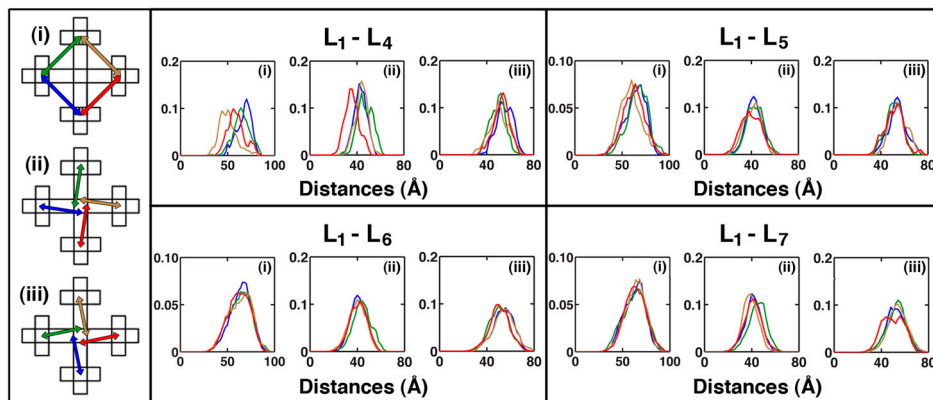 (i)
(ii)
(iii)
L1 - L4
(i)
0.2
0.1
0
0 50 100
(ii)
0.2
0.1
0
0 40 80
(iii)
0.2
0.1
0
0 40 80
Distances (Å)
L1 - L5
(i)
0.10
0.05
0
0 50 100
(ii)
0.2
0.1
0
0 40 80
(iii)
0.2
0.1
0
0 40 80
Distances (Å)
L1 - L6
(i)
0.10
0.05
0
0 50 100
(ii)
0.2
0.1
0
0 40 80
(iii)
0.2
0.1
0
0 40 80
Distances (Å)
L1 - L7
(i)
0.10
0.05
0
0 50 100
(ii)
0.2
0.1
0
0 40 80
(iii)
0.2
0.1
0
0 40 80
Distances (Å)